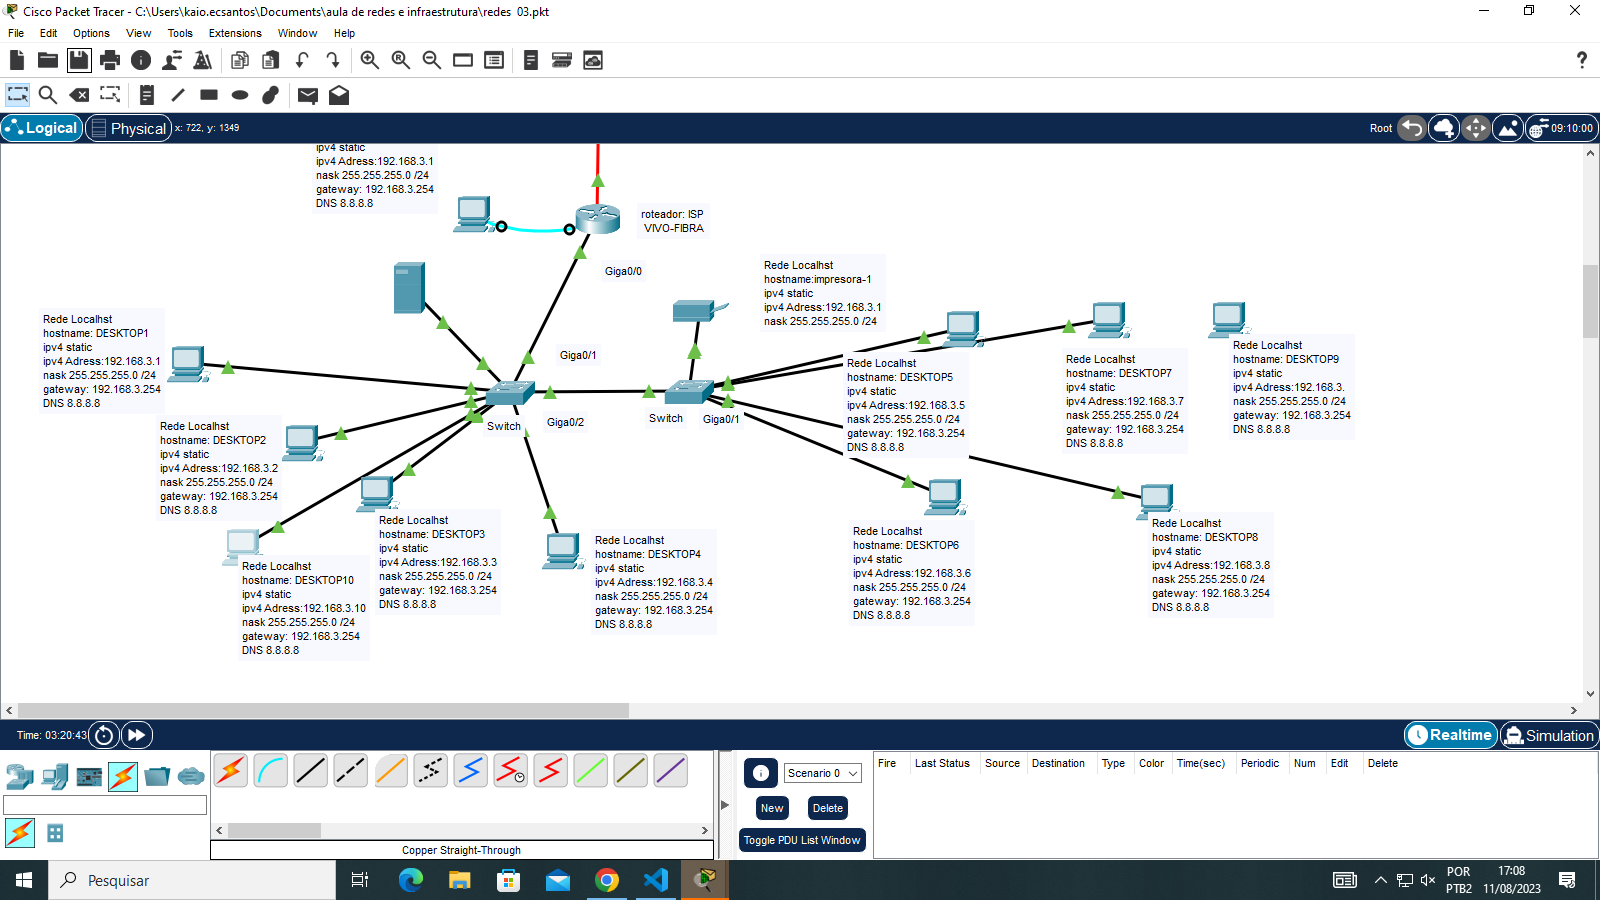 Cisco Packet Tracer - C:\Users\kaio.ecsantos\Documents\aula de redes e infraestrutura\redes  03.pkt
File Edit Options View Tools Extensions Window Help
?
Logical Physical x: 722, y: 1349 Root 09:10:00
ipv4 static
ipv4 Adress:192.168.3.1
nask 255.255.255.0 /24
gateway: 192.168.3.254
DNS 8.8.8.8
roteador: ISP
VIVO-FIBRA
Giga0/0
Rede Localhst
hostname:impresora-1
ipv4 static
ipv4 Adress:192.168.3.1
nask 255.255.255.0 /24
Rede Localhst
hostname: DESKTOP1
ipv4 static
ipv4 Adress:192.168.3.1
nask 255.255.255.0 /24
gateway: 192.168.3.254
DNS 8.8.8.8
Giga0/1
Rede Localhst
hostname: DESKTOP5
ipv4 static
ipv4 Adress:192.168.3.5
nask 255.255.255.0 /24
gateway: 192.168.3.254
DNS 8.8.8.8
Rede Localhst
hostname: DESKTOP7
ipv4 static
ipv4 Adress:192.168.3.7
nask 255.255.255.0 /24
gateway: 192.168.3.254
DNS 8.8.8.8
Rede Localhst
hostname: DESKTOP9
ipv4 static
ipv4 Adress:192.168.3.
nask 255.255.255.0 /24
gateway: 192.168.3.254
DNS 8.8.8.8
Switch
Giga0/2
Switch
Giga0/1
Rede Localhst
hostname: DESKTOP2
ipv4 static
ipv4 Adress:192.168.3.2
nask 255.255.255.0 /24
gateway: 192.168.3.254
DNS 8.8.8.8
Rede Localhst
hostname: DESKTOP3
ipv4 static
ipv4 Adress:192.168.3.3
nask 255.255.255.0 /24
gateway: 192.168.3.254
DNS 8.8.8.8
Rede Localhst
hostname: DESKTOP4
ipv4 static
ipv4 Adress:192.168.3.4
nask 255.255.255.0 /24
gateway: 192.168.3.254
DNS 8.8.8.8
Rede Localhst
hostname: DESKTOP6
ipv4 static
ipv4 Adress:192.168.3.6
nask 255.255.255.0 /24
gateway: 192.168.3.254
DNS 8.8.8.8
Rede Localhst
hostname: DESKTOP8
ipv4 static
ipv4 Adress:192.168.3.8
nask 255.255.255.0 /24
gateway: 192.168.3.254
DNS 8.8.8.8
Rede Localhst
hostname: DESKTOP10
ipv4 static
ipv4 Adress:192.168.3.10
nask 255.255.255.0 /24
gateway: 192.168.3.254
DNS 8.8.8.8
Time: 03:20:43 Realtime Simulation
Scenario 0
New Delete
Toggle PDU List Window
Fire Last Status Source Destination Type Color Time(sec) Periodic Num Edit Delete
Copper Straight-Through
Pesquisar
POR
PTB2
17:08
11/08/2023